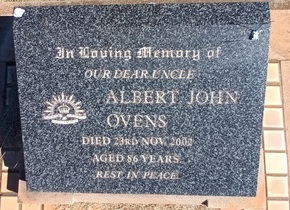 In Loving Memory of
OUR DEAR UNCLE
ALBERT JOHN
OVENS
DIED 23RD NOV. 2002
AGED 86 YEARS
REST IN PEACE